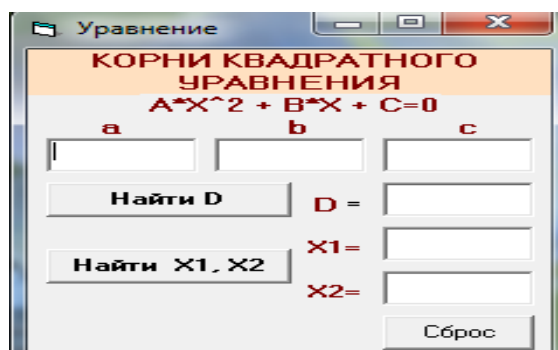 Уравнение
КОРНИ КВАДРАТНОГО
УРАВНЕНИЯ
A*X^2 + B*X + C=0
a b c
Найти D D =
X1=
Найти X1, X2
X2=
Сброс